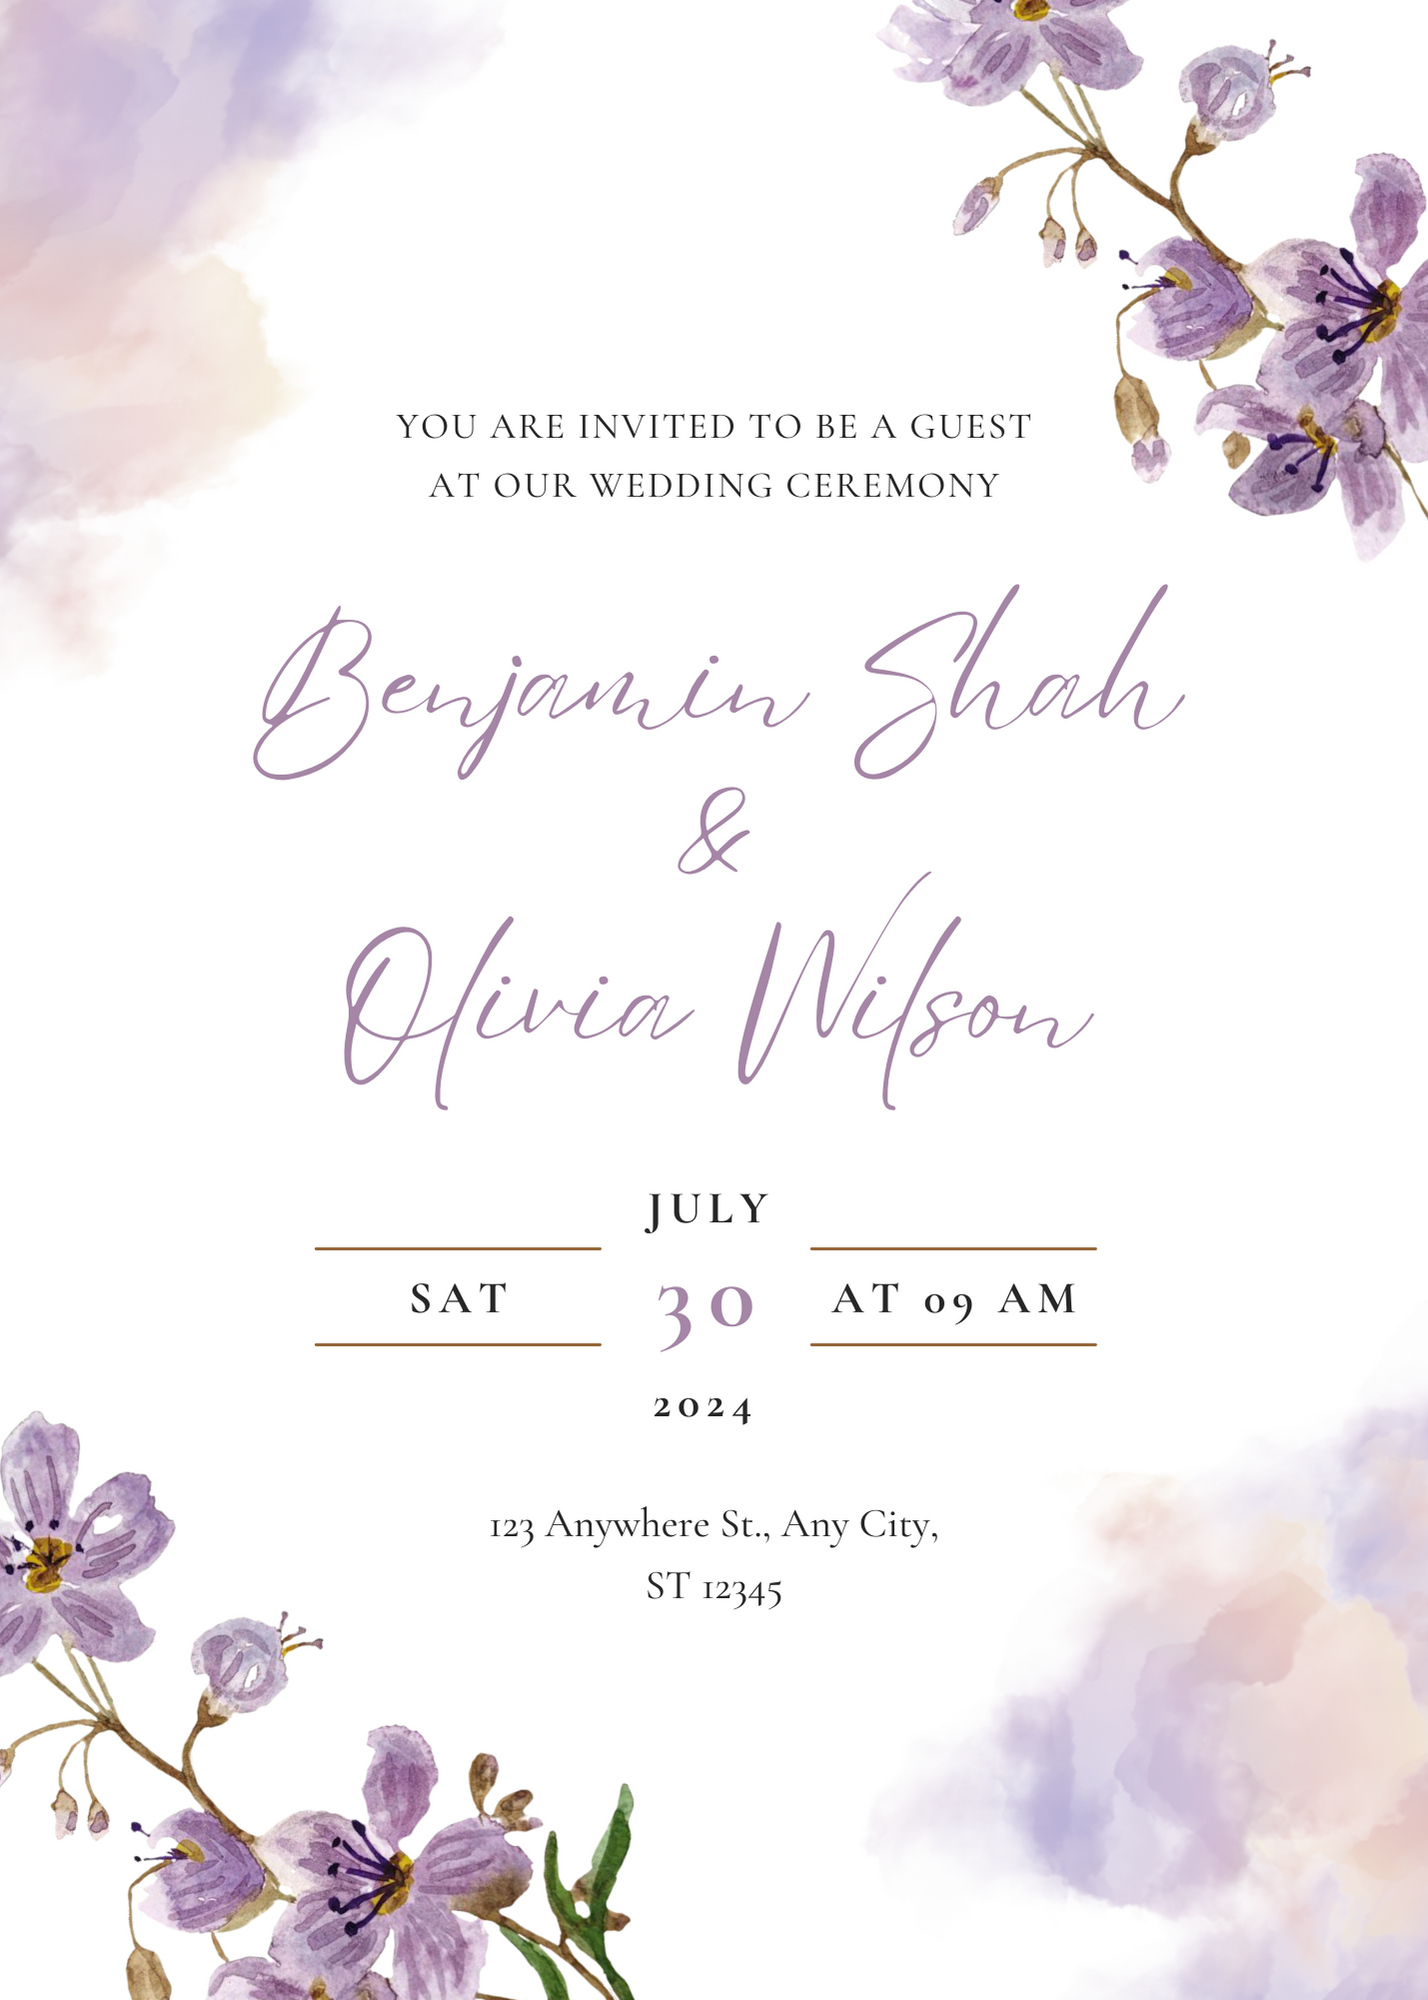 YOU ARE INVITED TO BE A GUEST
AT OUR WEDDING CEREMONY
Benjamin Shah
&
Olivia Wilson
JULY
SAT 30 AT 09 AM
2024
123 Anywhere St., Any City,
ST 12345